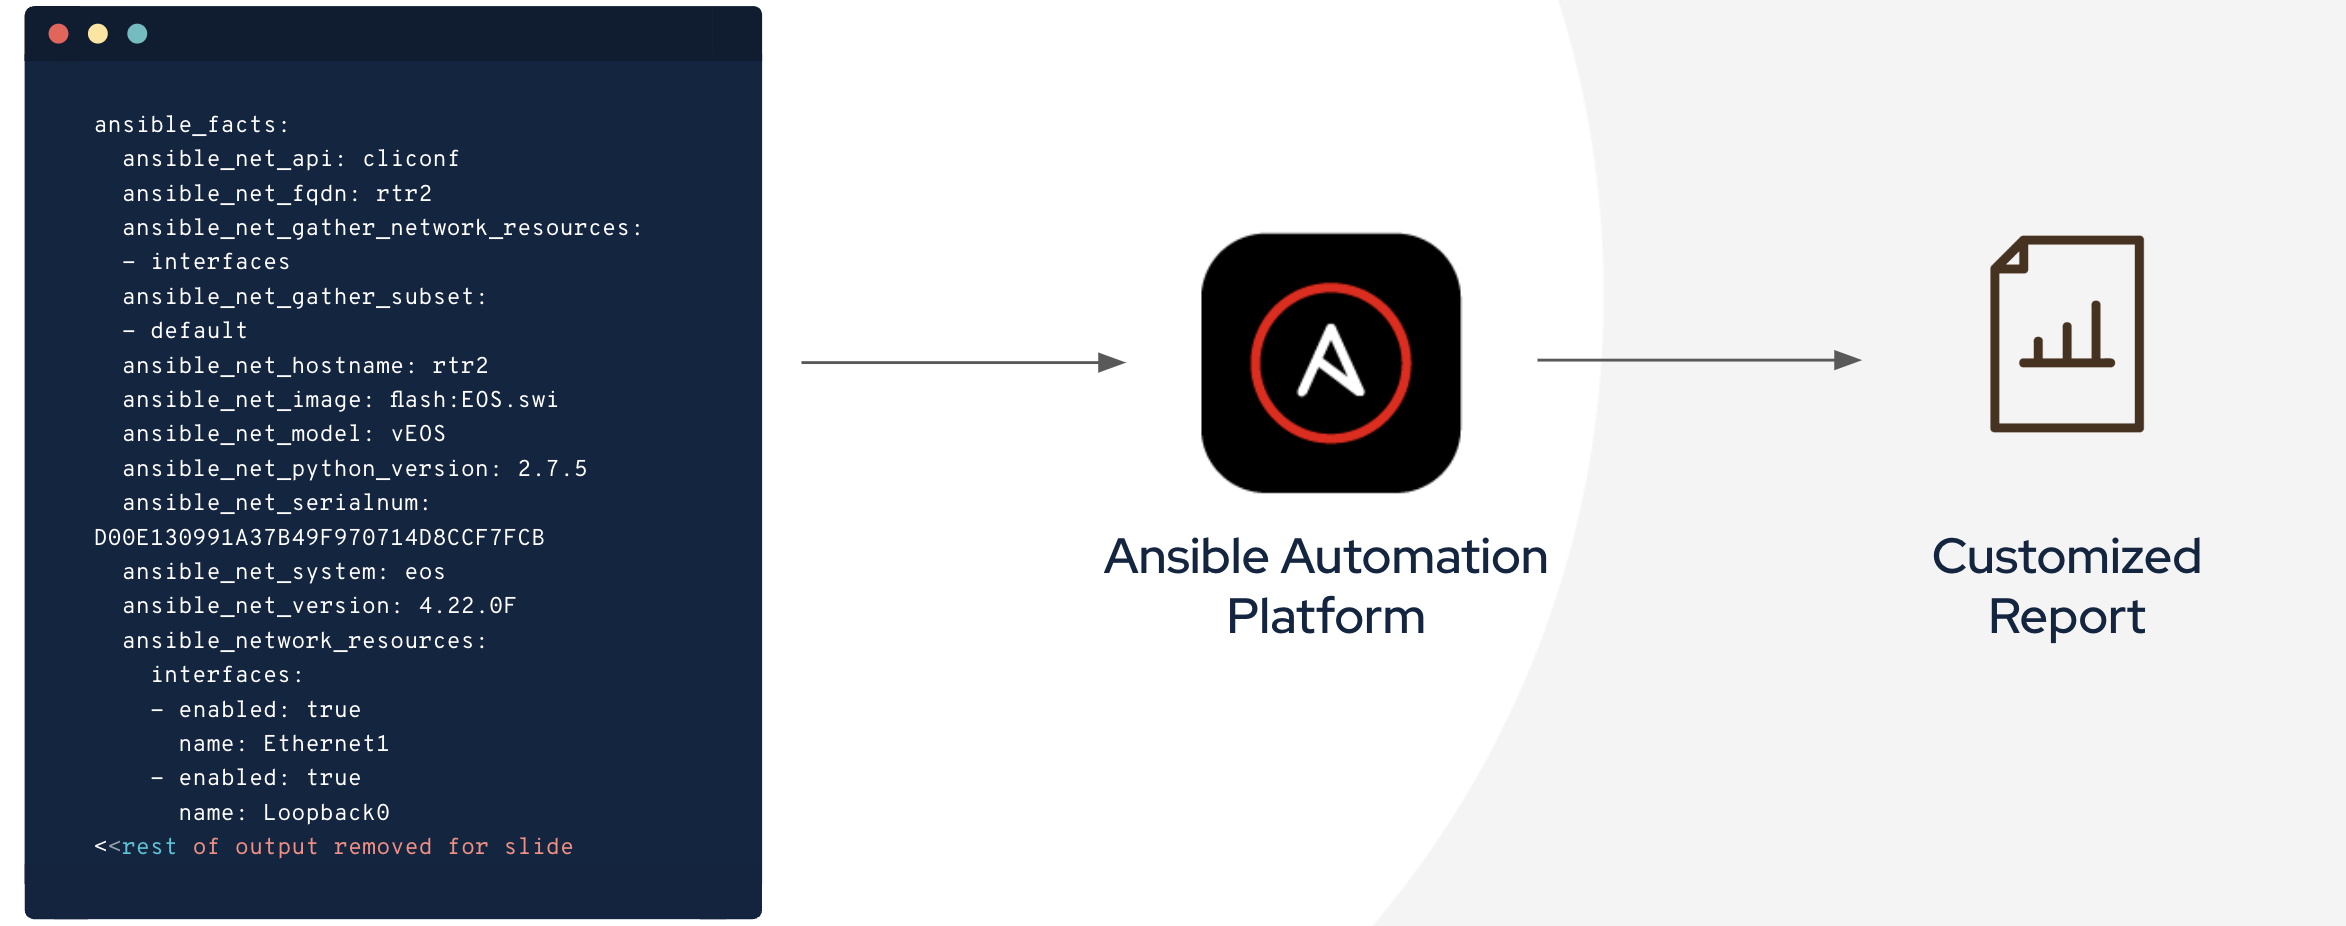 ansible_facts:
  ansible_net_api: cliconf
  ansible_net_fqdn: rtr2
  ansible_net_gather_network_resources:
  - interfaces
  ansible_net_gather_subset:
  - default
  ansible_net_hostname: rtr2
  ansible_net_image: flash:EOS.swi
  ansible_net_model: vEOS
  ansible_net_python_version: 2.7.5
  ansible_net_serialnum:
D00E130991A37B49F970714D8CCF7FCB
  ansible_net_system: eos
  ansible_net_version: 4.22.0F
  ansible_network_resources:
    interfaces:
    - enabled: true
      name: Ethernet1
    - enabled: true
      name: Loopback0
<<rest of output removed for slide
Ansible Automation
Platform
Customized
Report